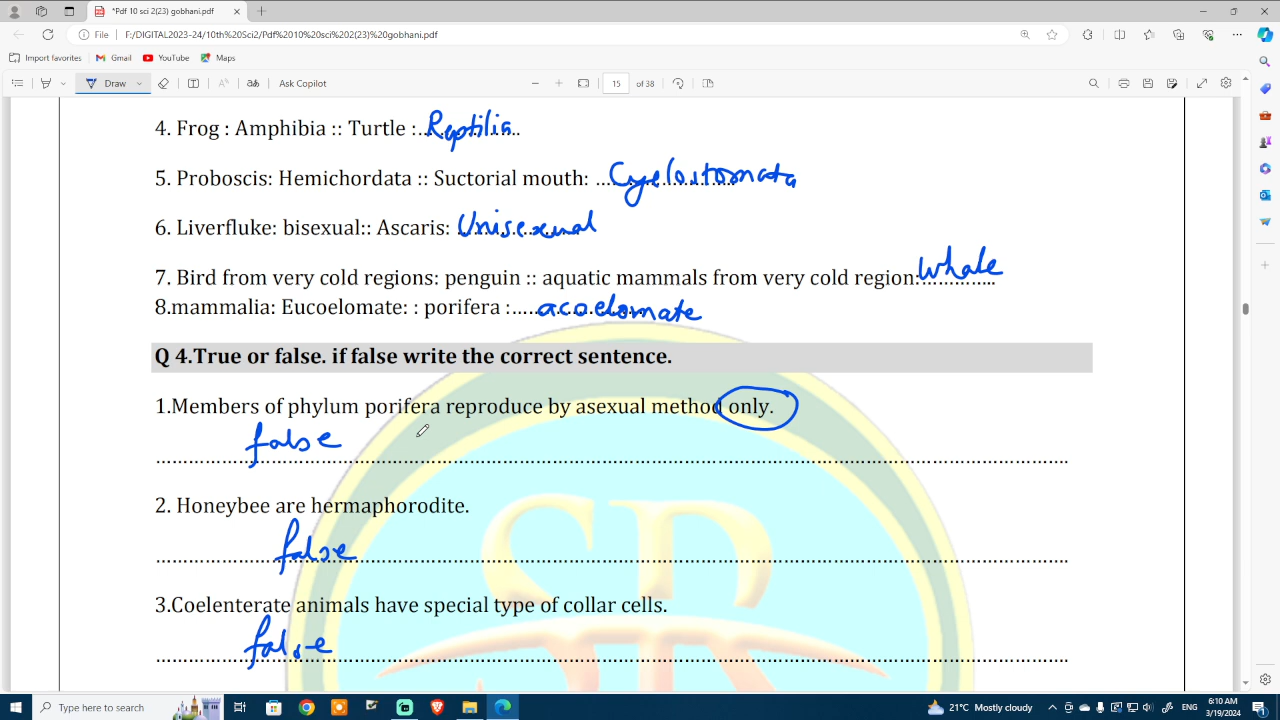 *Pdf 10 sci 2(23) gobhani.pdf
File F:/DIGITAL2023-24/10th%20Sci2/Pdf%2010%20sci%202(23)%20gobhani.pdf
Import favorites Gmail YouTube Maps
Draw Ask Copilot 15 of 38
4. Frog : Amphibia :: Turtle :.. Reptilia ..
5. Proboscis: Hemichordata :: Suctorial mouth: ... Cyclostomata
6. Liverfluke: bisexual:: Ascaris: Unisexual
7. Bird from very cold regions: penguin :: aquatic mammals from very cold region: whale ................
8.mammalia: Eucoelomate: : porifera :..... acoelomate
Q 4.True or false. if false write the correct sentence.
1.Members of phylum porifera reproduce by asexual method only.
false
2. Honeybee are hermaphorodite.
false
3.Coelenterate animals have special type of collar cells.
false
SR
Type here to search 21°C Mostly cloudy ENG 6:10 AM
3/19/2024